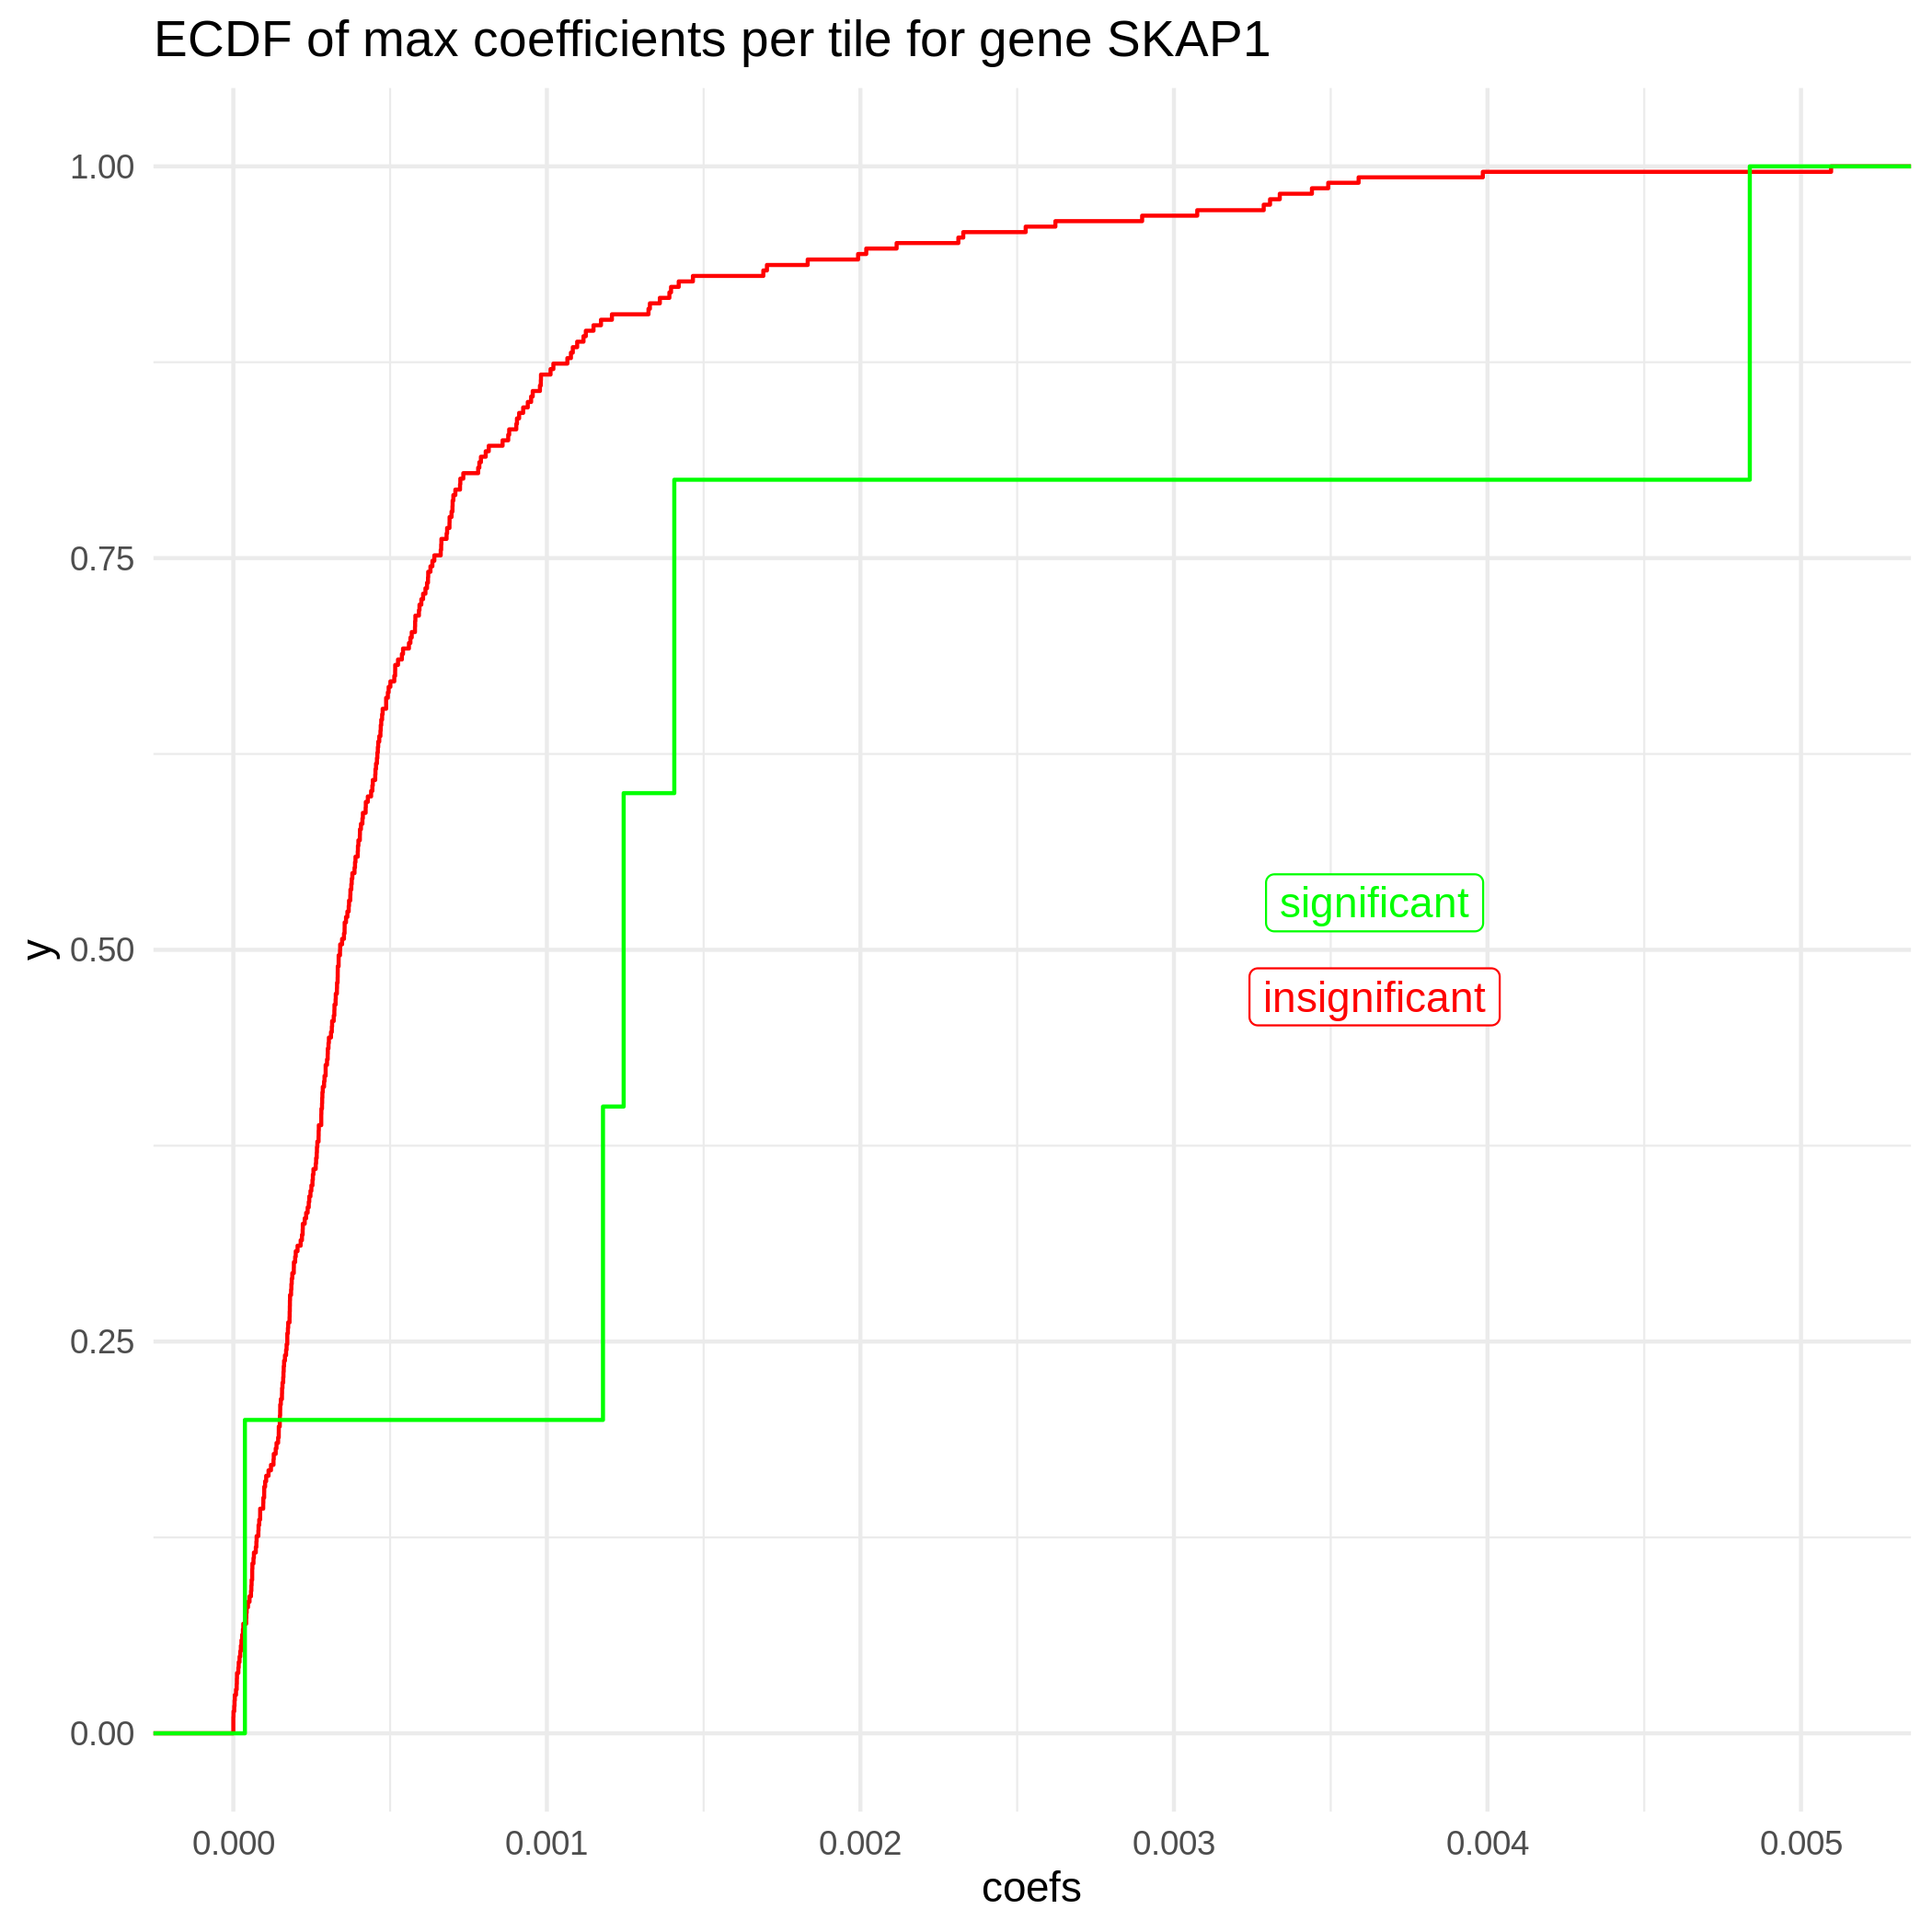 ECDF of max coefficients per tile for gene SKAP1
1.00
0.75
0.50
0.25
0.00
y
significant
insignificant
0.000 0.001 0.002 0.003 0.004 0.005
coefs